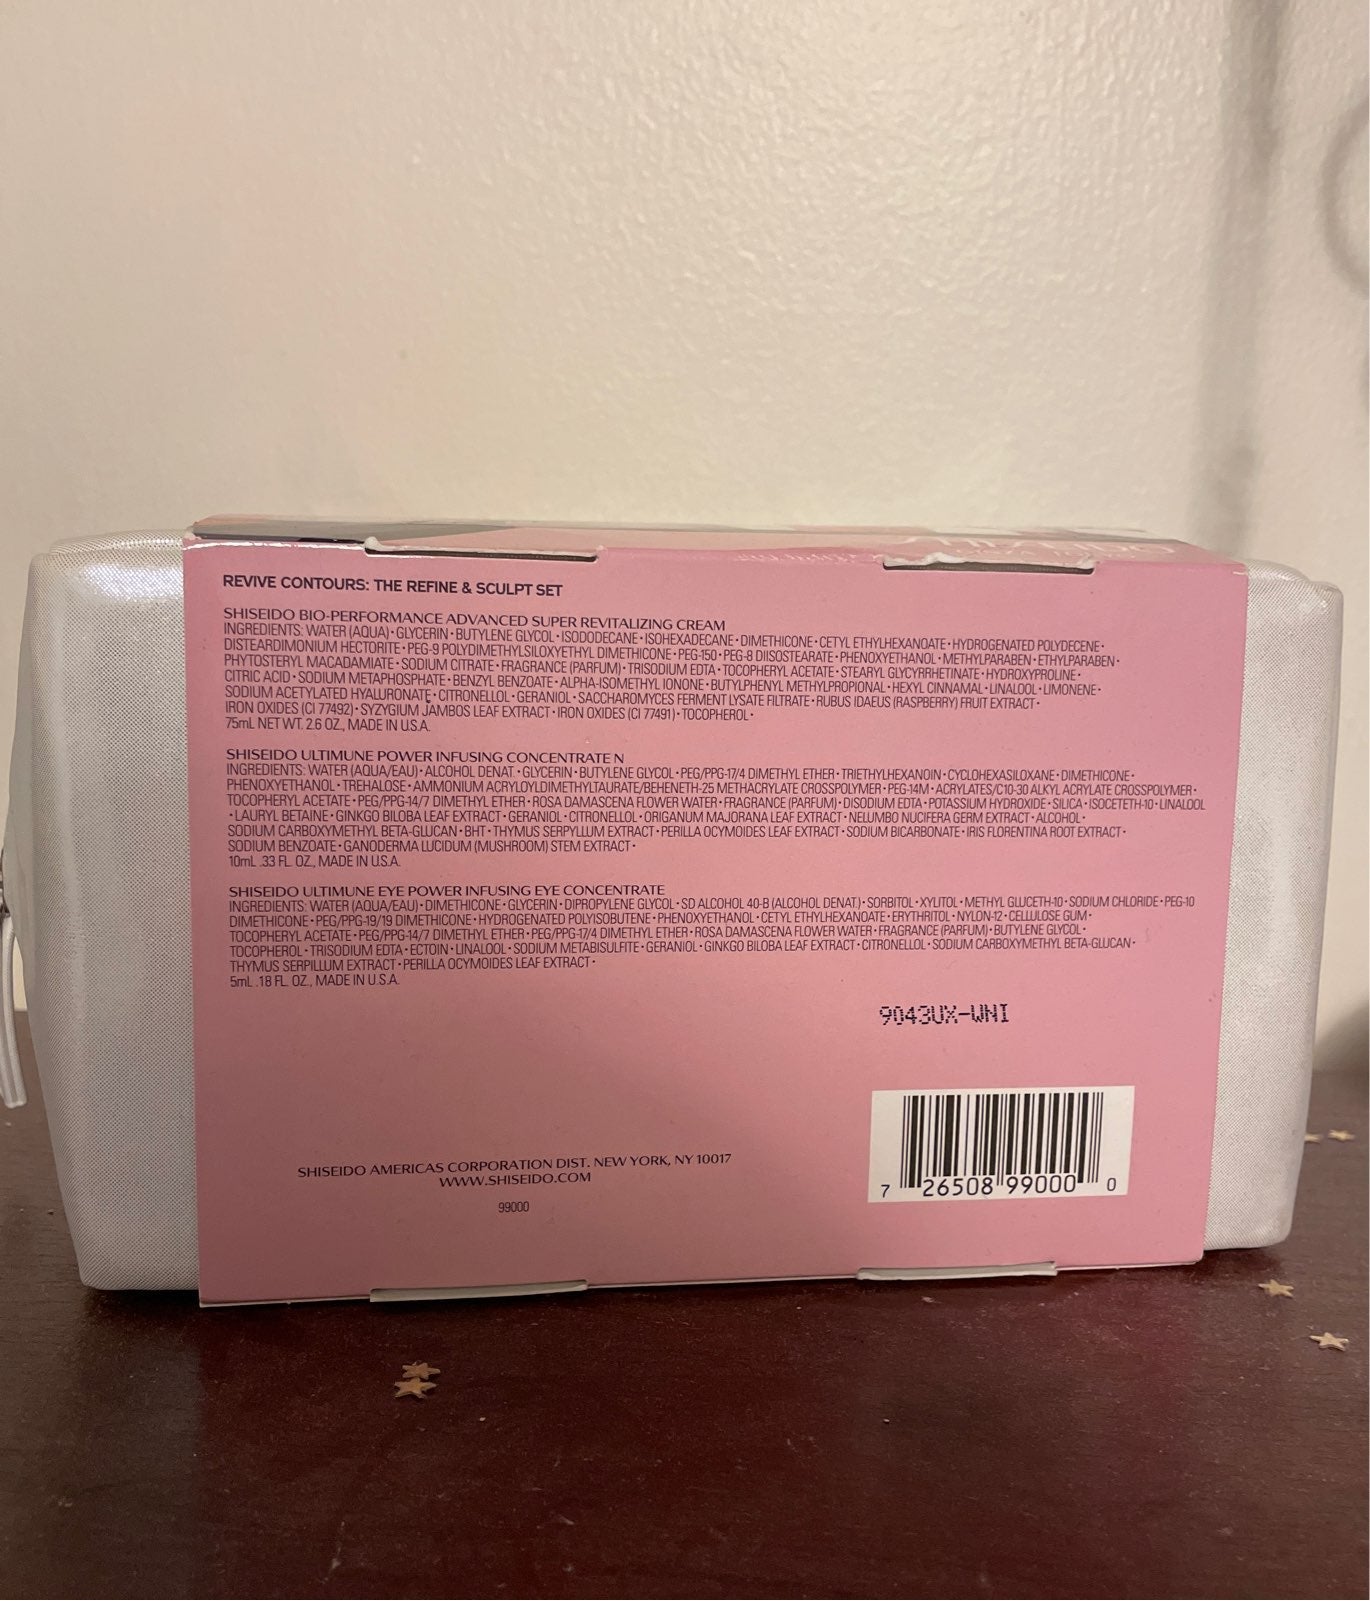 REVIVE CONTOURS: THE REFINE & SCULPT SET
SHISEIDO BIO-PERFORMANCE ADVANCED SUPER REVITALIZING CREAM
INGREDIENTS: WATER (AQUA)・GLYCERIN・BUTYLENE GLYCOL・ISODODECANE・ISOHEXADECANE・DIMETHICONE・CETYL ETHYLHEXANOATE・HYDROGENATED POLYDECENE・
DISTEARDIMONIUM HECTORITE・PEG-9 POLYDIMETHYLSILOXYETHYL DIMETHICONE・PEG-150・PEG-8 DIISOSTEARATE・PHENOXYETHANOL・METHYLPARABEN・ETHYLPARABEN・
PHYTOSTERYL MACADAMIATE・SODIUM CITRATE・FRAGRANCE (PARFUM)・TRISODIUM EDTA・TOCOPHERYL ACETATE・STEARYL GLYCYRRHETINATE・HYDROXYPROLINE・
CITRIC ACID・SODIUM METAPHOSPHATE・BENZYL BENZOATE・ALPHA-ISOMETHYL IONONE・BUTYLPHENYL METHYLPROPIONAL・HEXYL CINNAMAL・LINALOOL・LIMONENE・
SODIUM ACETYLATED HYALURONATE・CITRONELLOL・GERANIOL・SACCHAROMYCES FERMENT LYSATE FILTRATE・RUBUS IDAEUS (RASPBERRY) FRUIT EXTRACT・
IRON OXIDES (CI 77492)・SYZYGIUM JAMBOS LEAF EXTRACT・IRON OXIDES (CI 77491)・TOCOPHEROL・
75mL NET WT. 2.6 OZ., MADE IN U.S.A.
SHISEIDO ULTIMUNE POWER INFUSING CONCENTRATE N
INGREDIENTS: WATER (AQUA/EAU)・ALCOHOL DENAT.・GLYCERIN・BUTYLENE GLYCOL・PEG/PPG-17/4 DIMETHYL ETHER・TRIETHYLHEXANOIN・CYCLOHEXASILOXANE・DIMETHICONE・
PHENOXYETHANOL・TREHALOSE・AMMONIUM ACRYLOYLDIMETHYLTAURATE/BEHENETH-25 METHACRYLATE CROSSPOLYMER・PEG-14M・ACRYLATES/C10-30 ALKYL ACRYLATE CROSSPOLYMER・
TOCOPHERYL ACETATE・PEG/PPG-14/7 DIMETHYL ETHER・ROSA DAMASCENA FLOWER WATER・FRAGRANCE (PARFUM)・DISODIUM EDTA・POTASSIUM HYDROXIDE・SILICA・ISOCETETH-10・LINALOOL
・LAURYL BETAINE・GINKGO BILOBA LEAF EXTRACT・GERANIOL・CITRONELLOL・ORIGANUM MAJORANA LEAF EXTRACT・NELUMBO NUCIFERA GERM EXTRACT・ALCOHOL・
SODIUM CARBOXYMETHYL BETA-GLUCAN・BHT・THYMUS SERPYLLUM EXTRACT・PERILLA OCYMOIDES LEAF EXTRACT・SODIUM BICARBONATE・IRIS FLORENTINA ROOT EXTRACT・
SODIUM BENZOATE・GANODERMA LUCIDUM (MUSHROOM) STEM EXTRACT・
10mL .33 FL. OZ., MADE IN U.S.A.
SHISEIDO ULTIMUNE EYE POWER INFUSING EYE CONCENTRATE
INGREDIENTS: WATER (AQUA/EAU)・DIMETHICONE・GLYCERIN・DIPROPYLENE GLYCOL・SD ALCOHOL 40-B (ALCOHOL DENAT.)・SORBITOL・XYLITOL・METHYL GLUCETH-10・SODIUM CHLORIDE・PEG-10
DIMETHICONE・PEG/PPG-19/19 DIMETHICONE・HYDROGENATED POLYISOBUTENE・PHENOXYETHANOL・CETYL ETHYLHEXANOATE・ERYTHRITOL・NYLON-12・CELLULOSE GUM・
TOCOPHERYL ACETATE・PEG/PPG-14/7 DIMETHYL ETHER・PEG/PPG-17/4 DIMETHYL ETHER・ROSA DAMASCENA FLOWER WATER・FRAGRANCE (PARFUM)・BUTYLENE GLYCOL・
TOCOPHEROL・TRISODIUM EDTA・ECTOIN・LINALOOL・SODIUM METABISULFITE・GERANIOL・GINKGO BILOBA LEAF EXTRACT・CITRONELLOL・SODIUM CARBOXYMETHYL BETA-GLUCAN・
THYMUS SERPILLUM EXTRACT・PERILLA OCYMOIDES LEAF EXTRACT・
5mL .18 FL. OZ., MADE IN U.S.A.
9043UX-WNI
SHISEIDO AMERICAS CORPORATION DIST. NEW YORK, NY 10017
WWW.SHISEIDO.COM
99000
7 26508 99000 0